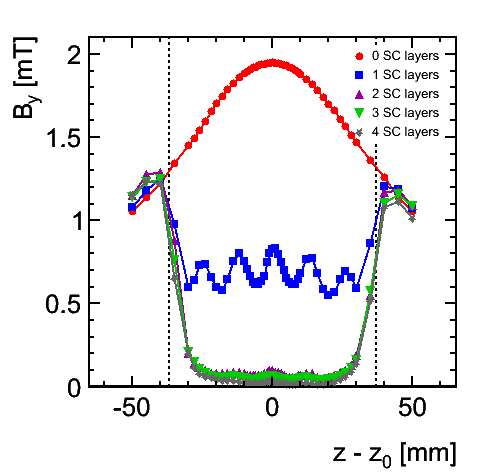 B_y [mT]
2
1.5
1
0.5
0
0 SC layers
1 SC layers
2 SC layers
3 SC layers
4 SC layers
-50
0
50
z - z_0 [mm]